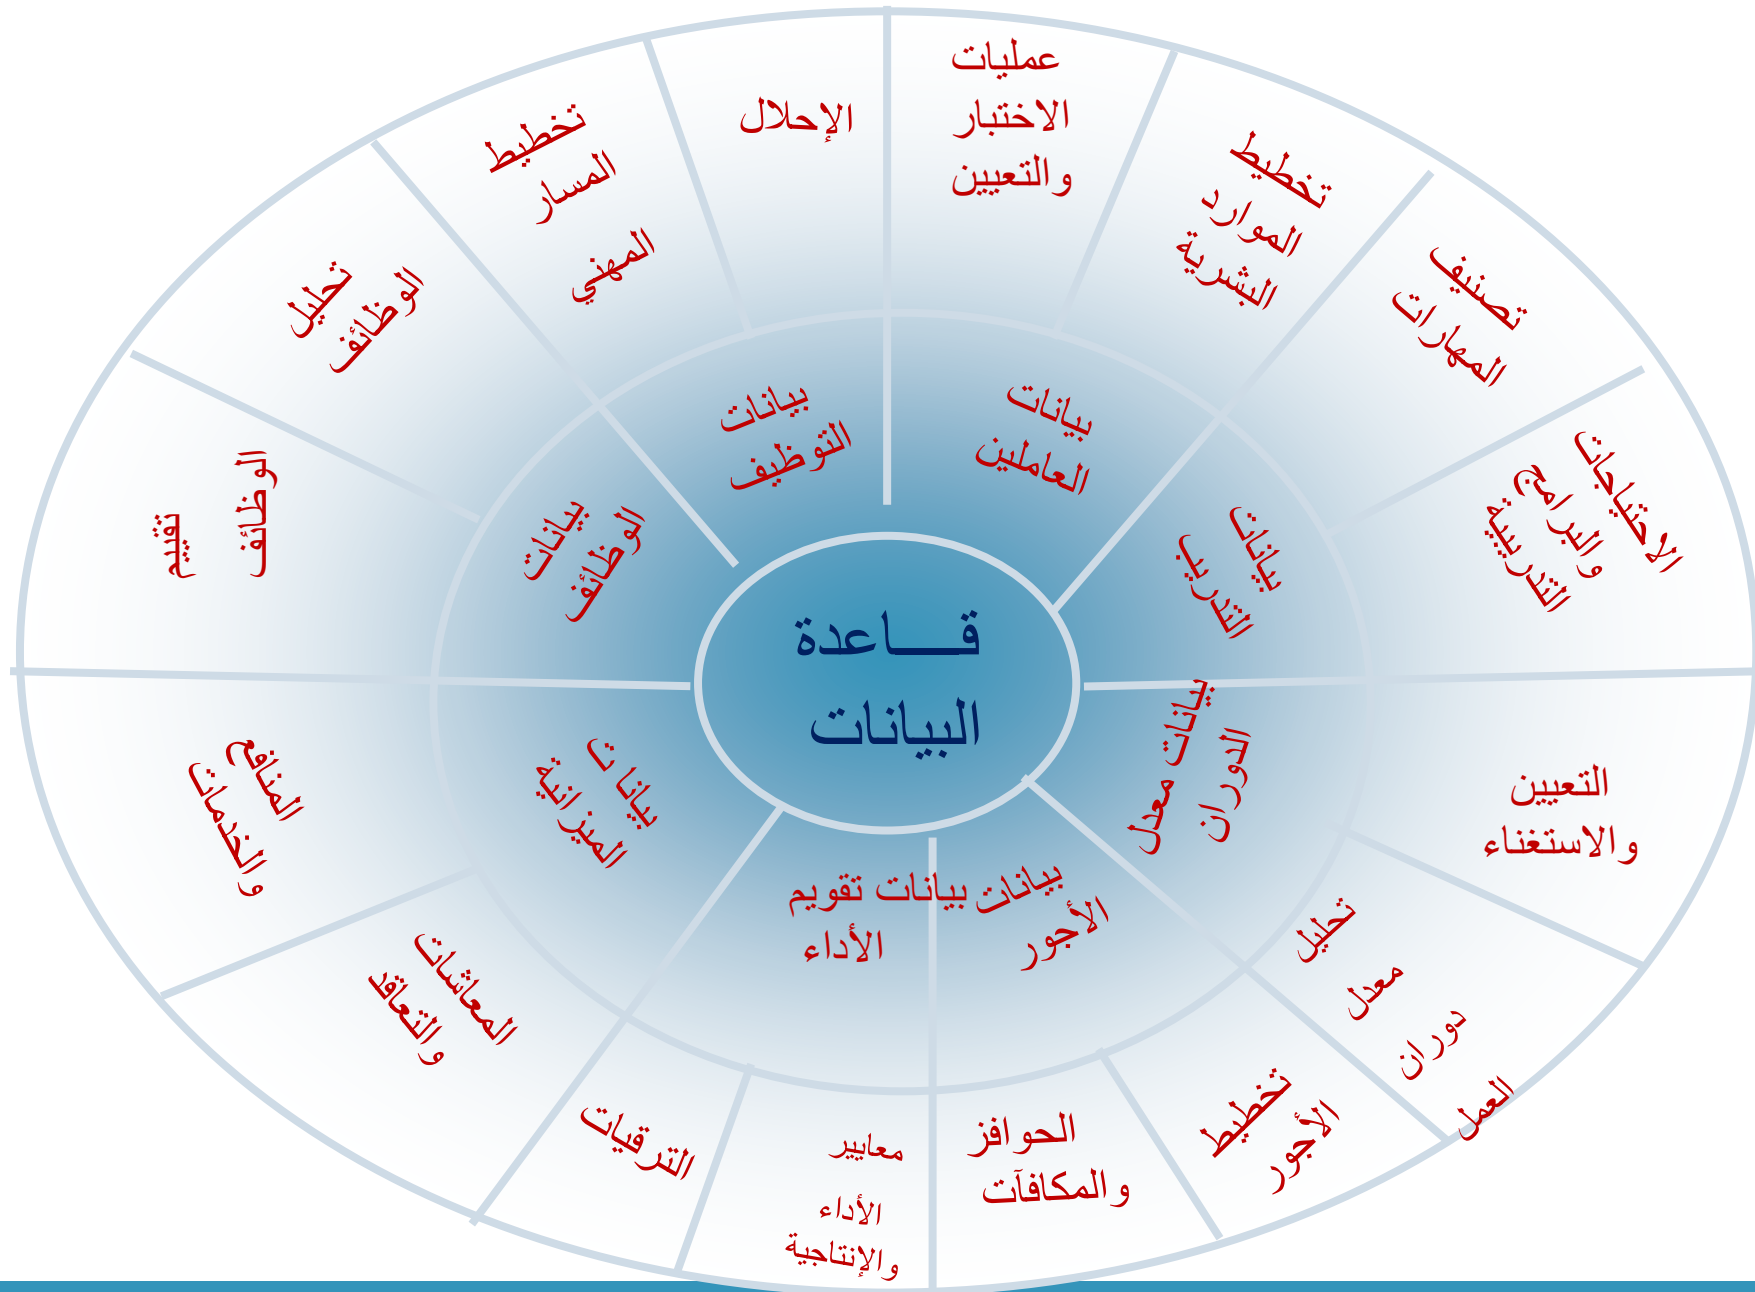 عمليات
الاختبار
والتعيين
تخطيط
الموارد
البشرية
تصنيف
المهارات
الاحتياجات
والبرامج
التدريبية
التعيين
والاستغناء
تحليل
معدل
دوران
العمل
تخطيط
الأجور
الحوافز
والمكافآت
معايير
الأداء
والإنتاجية
الترقيات
المعاشات
والتعاقد
المنافع
والخدمات
تقييم
الوظائف
تحليل
الوظائف
تخطيط
المسار
المهني
الإحلال
بيانات
العاملين
بيانات
التدريب
بيانات معدل
الدوران
بيانات
الأجور
بيانات تقويم
الأداء
بيانا ت
الميزانية
بيانات
الوظائف
بيانات
التوظيف
قـــاعدة
البيانات